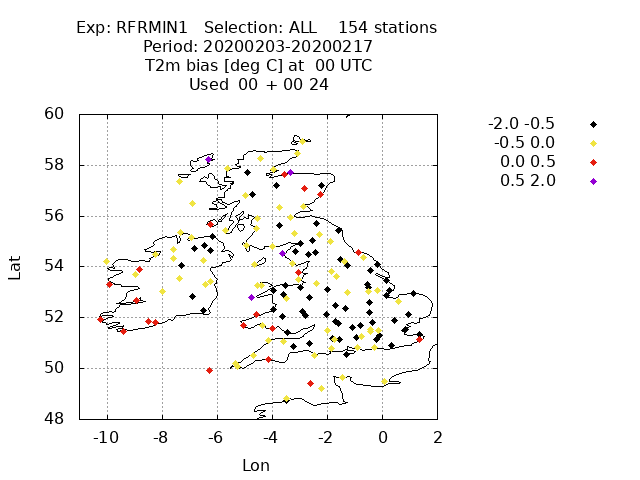 Exp: RFRMIN1 Selection: ALL 154 stations
Period: 20200203-20200217
T2m bias [deg C] at 00 UTC
Used 00 + 00 24
-2.0 -0.5
-0.5 0.0
0.0 0.5
0.5 2.0
60
58
56
54
52
50
48
Lat
-10 -8 -6 -4 -2 0 2
Lon